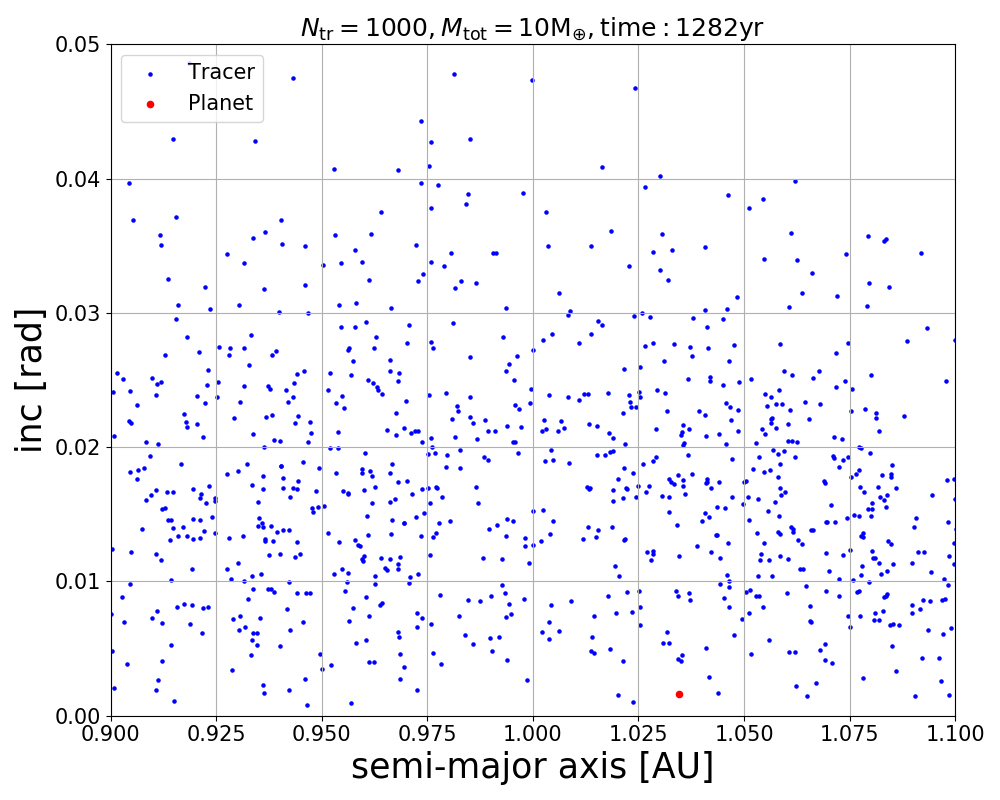 N_tr = 1000, M_tot = 10M_⊕, time : 1282yr
Tracer
Planet
inc [rad]
0.05
0.04
0.03
0.02
0.01
0.00
0.900 0.925 0.950 0.975 1.000 1.025 1.050 1.075 1.100
semi-major axis [AU]